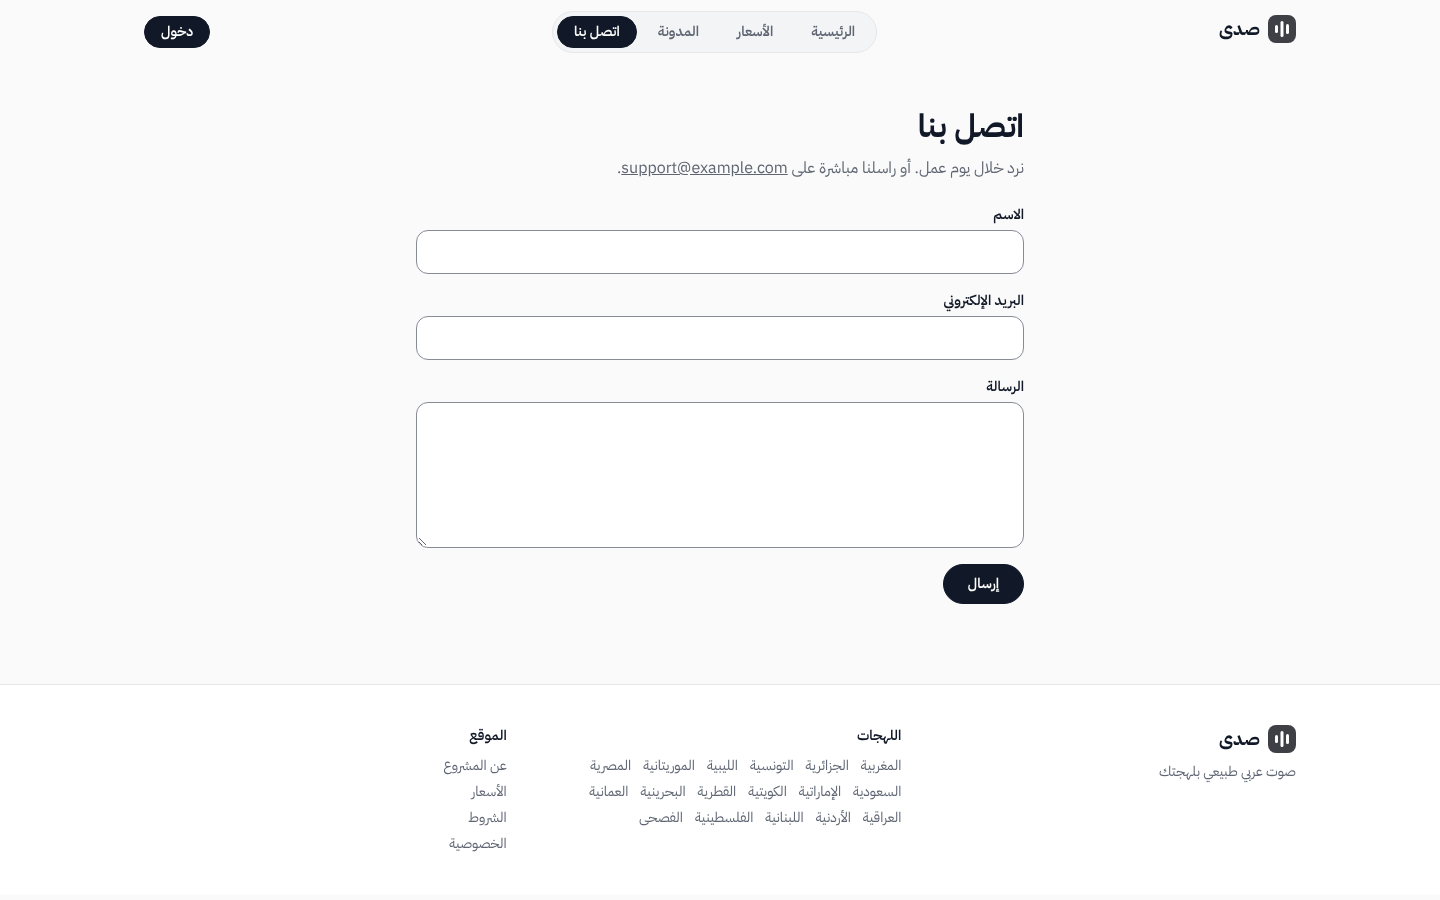 صدى
الرئيسية
الأسعار
المدونة
اتصل بنا
دخول
اتصل بنا
نرد خلال يوم عمل. أو راسلنا مباشرة على support@example.com.
الاسم
البريد الإلكتروني
الرسالة
إرسال
صدى
صوت عربي طبيعي بلهجتك
اللهجات
المغربية الجزائرية التونسية الليبية الموريتانية المصرية
السعودية الإماراتية الكويتية القطرية البحرينية العمانية
العراقية الأردنية اللبنانية الفلسطينية الفصحى
الموقع
عن المشروع
الأسعار
الشروط
الخصوصية